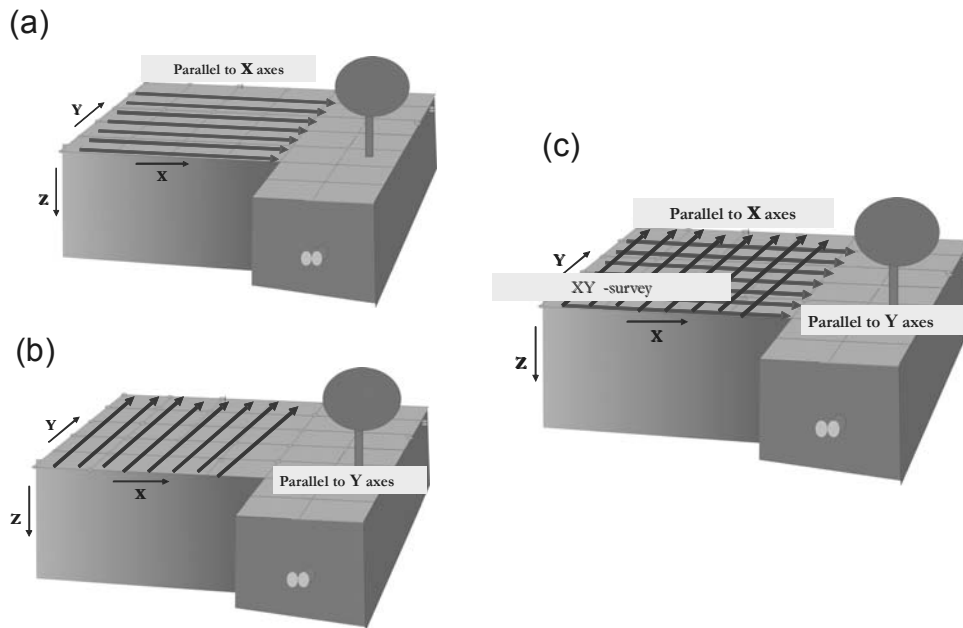 (a)
Parallel to X axes
Y
X
Z
(b)
Y
X
Parallel to Y axes
Z
(c)
Parallel to X axes
Y
XY -survey
Parallel to Y axes
X
Z